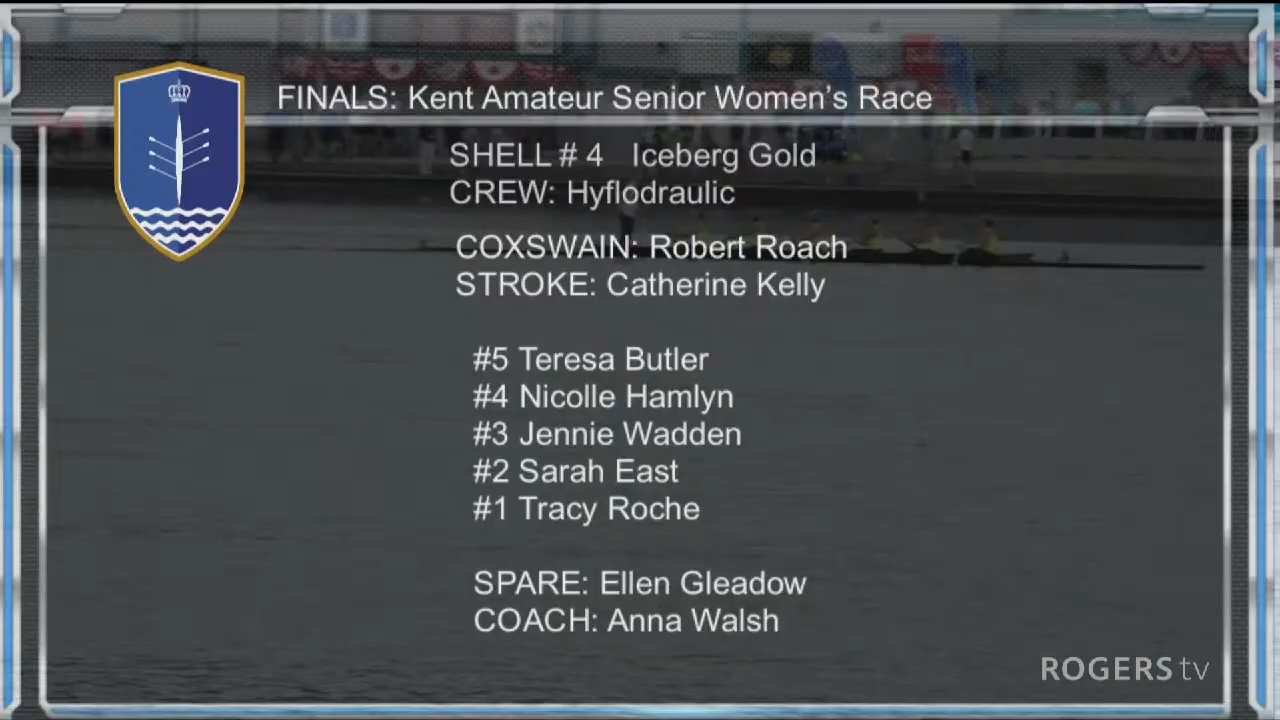 FINALS: Kent Amateur Senior Women's Race
SHELL # 4 Iceberg Gold
CREW: Hyflodraulic
COXSWAIN: Robert Roach
STROKE: Catherine Kelly
#5 Teresa Butler
#4 Nicolle Hamlyn
#3 Jennie Wadden
#2 Sarah East
#1 Tracy Roche
SPARE: Ellen Gleadow
COACH: Anna Walsh
ROGERS tv